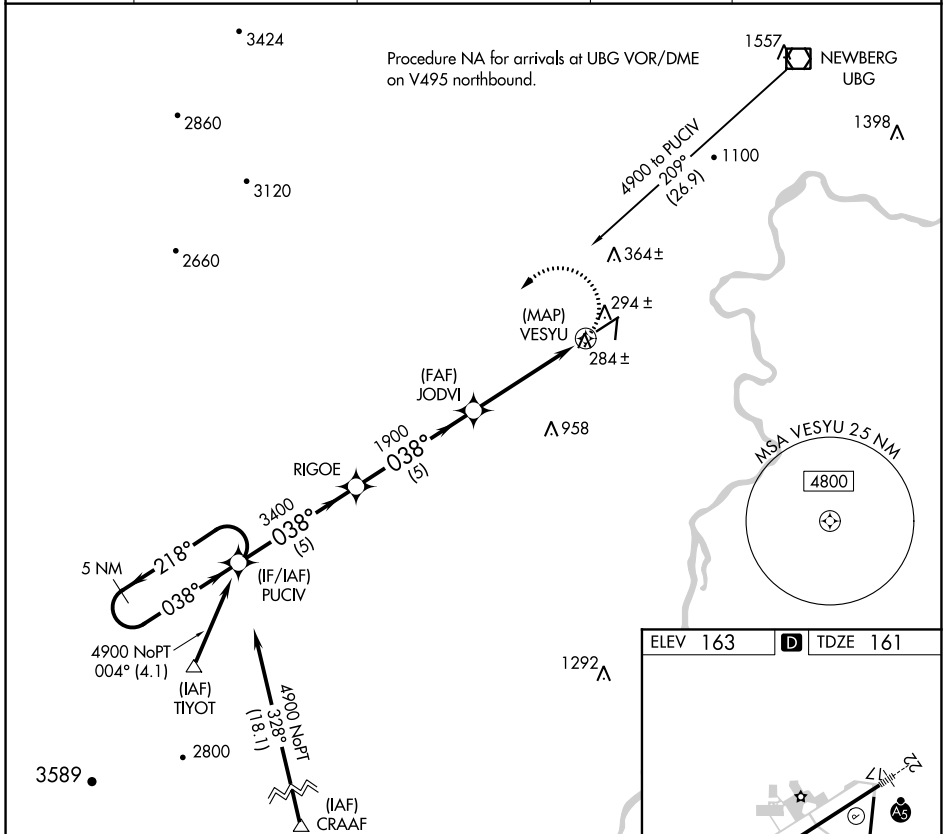 3424
Procedure NA for arrivals at UBG VOR/DME
on V495 northbound.
1557
NEWBERG
UBG
2860
1398
1100
3120
4900 to PUCIV
209°
(26.9)
2660
364±
294±
(MAP)
VESYU
284±
(FAF)
JODVI
958
1900
038°
(5)
MSA VESYU 25 NM
4800
RIGOE
3400
038°
(5)
5 NM
218°
038°
(IF/IAF)
PUCIV
4900 NoPT
004° (4.1)
(IAF)
TIYOT
4900 NoPT
328°
(18.1)
1292
ELEV 163
D
TDZE 161
2800
3589
(IAF)
CRAAF
17
22
A5